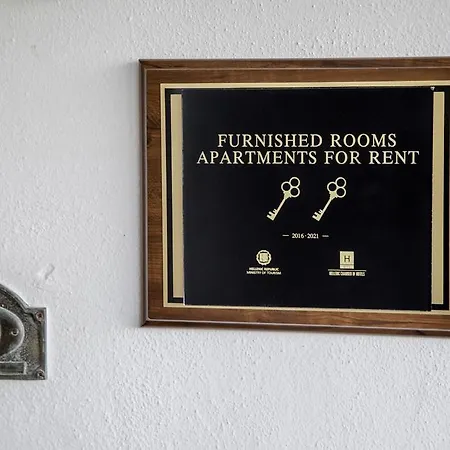 FURNISHED ROOMS
APARTMENTS FOR RENT
— 2016 - 2021 —
HELLENIC REPUBLIC
MINISTRY OF TOURISM
H
HELLENIC CHAMBER OF HOTELS